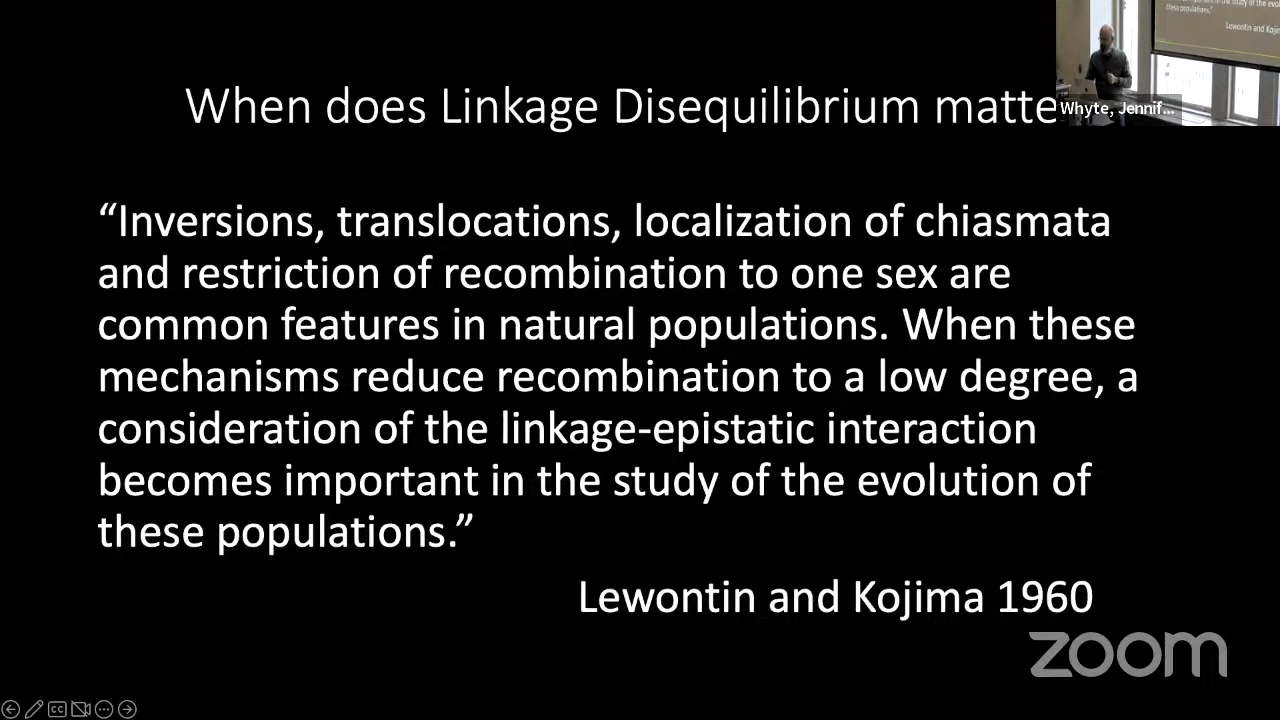 When does Linkage Disequilibrium matte
Whyte, Jennif...
“Inversions, translocations, localization of chiasmata
and restriction of recombination to one sex are
common features in natural populations. When these
mechanisms reduce recombination to a low degree, a
consideration of the linkage-epistatic interaction
becomes important in the study of the evolution of
these populations.”
Lewontin and Kojima 1960
zoom
CC